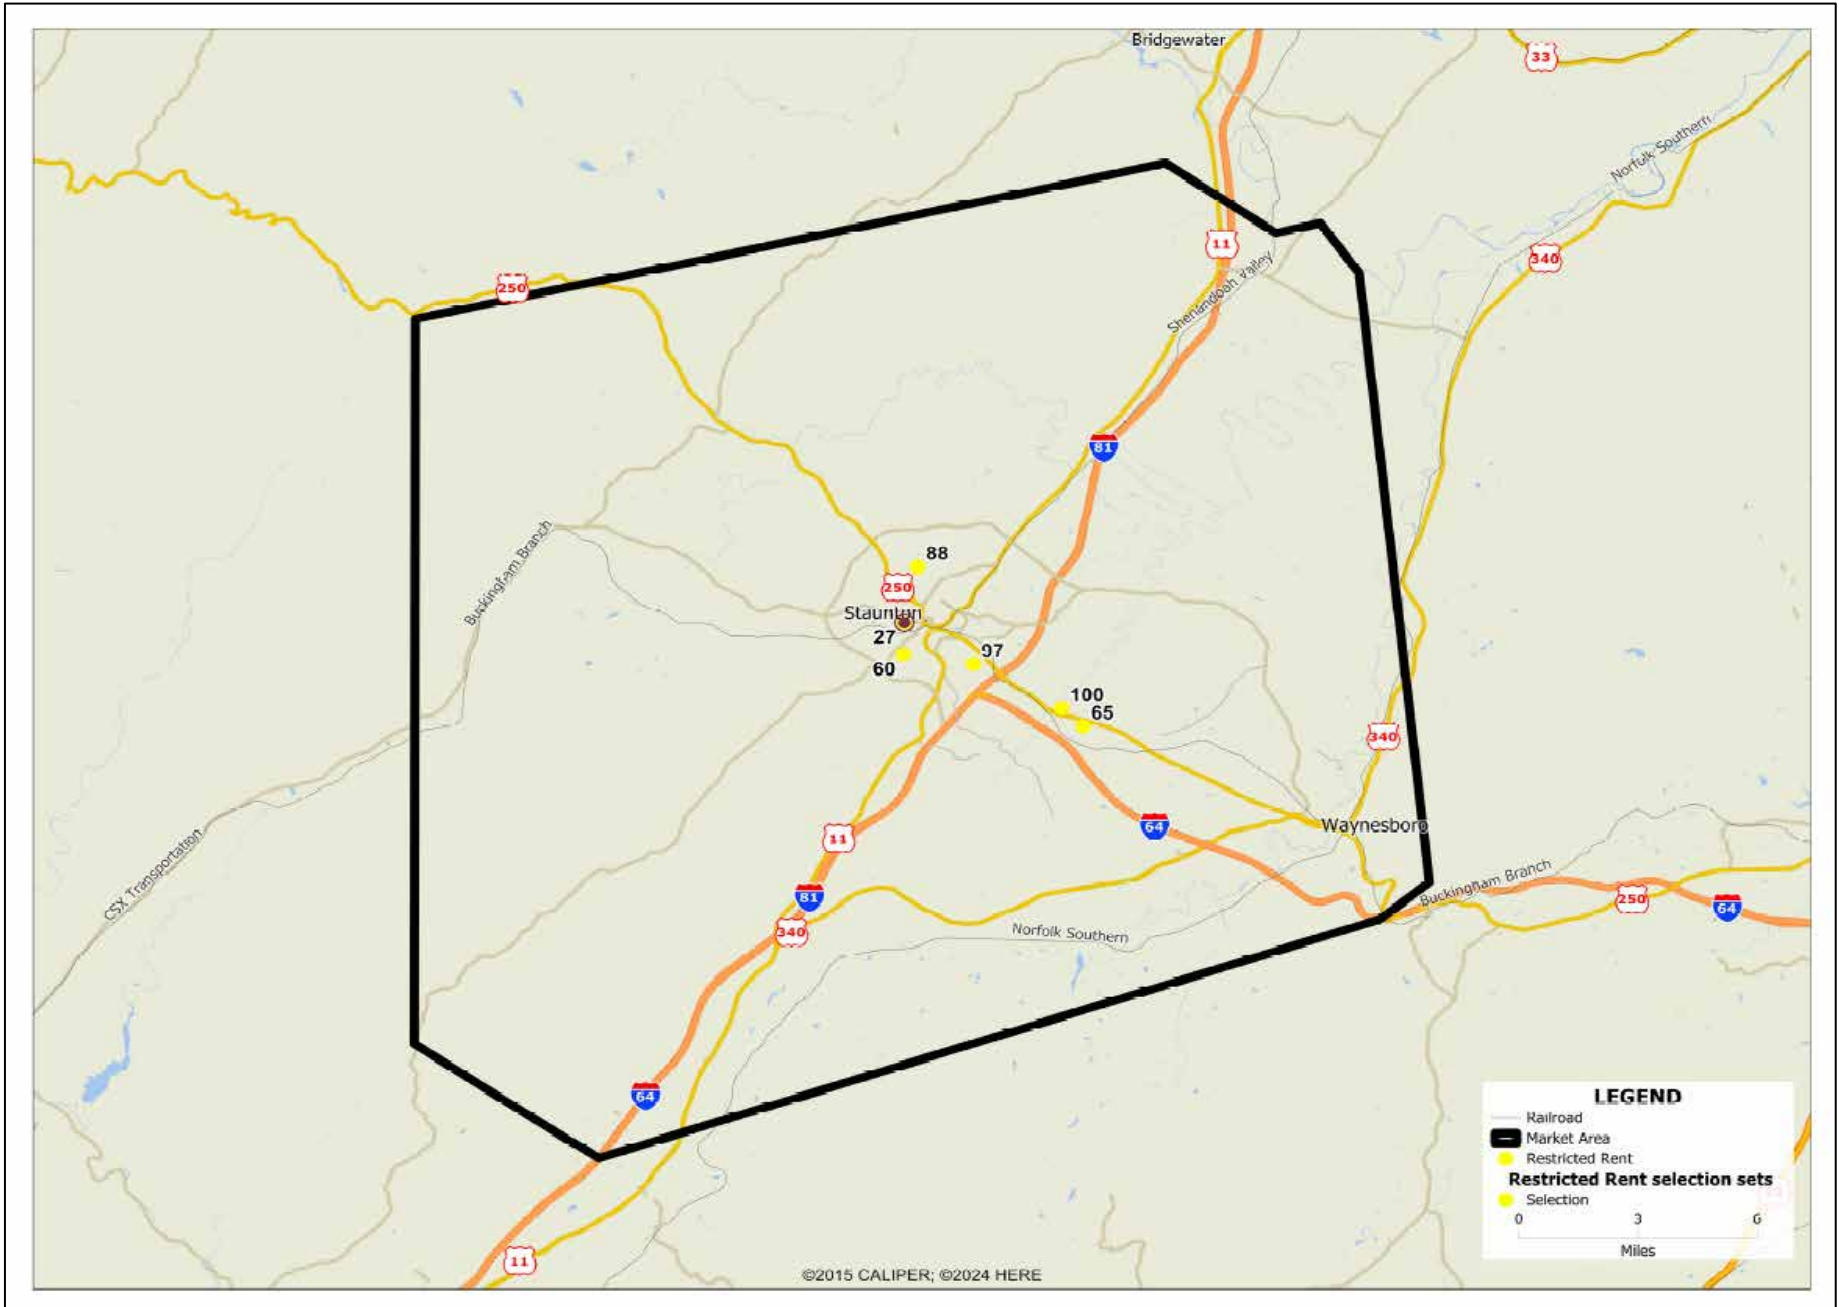 Bridgewater
33
Norfolk Southern
11
340
250
Shenandoah Valley
81
Buckingham Branch
88
250
Staunton
27
60
97
100
65
340
64
Waynesboro
11
CSX Transportation
81
340
Buckingham Branch
250
64
Norfolk Southern
64
11
LEGEND
Railroad
Market Area
Restricted Rent
Restricted Rent selection sets
Selection
0 3 6
Miles
©2015 CALIPER; ©2024 HERE